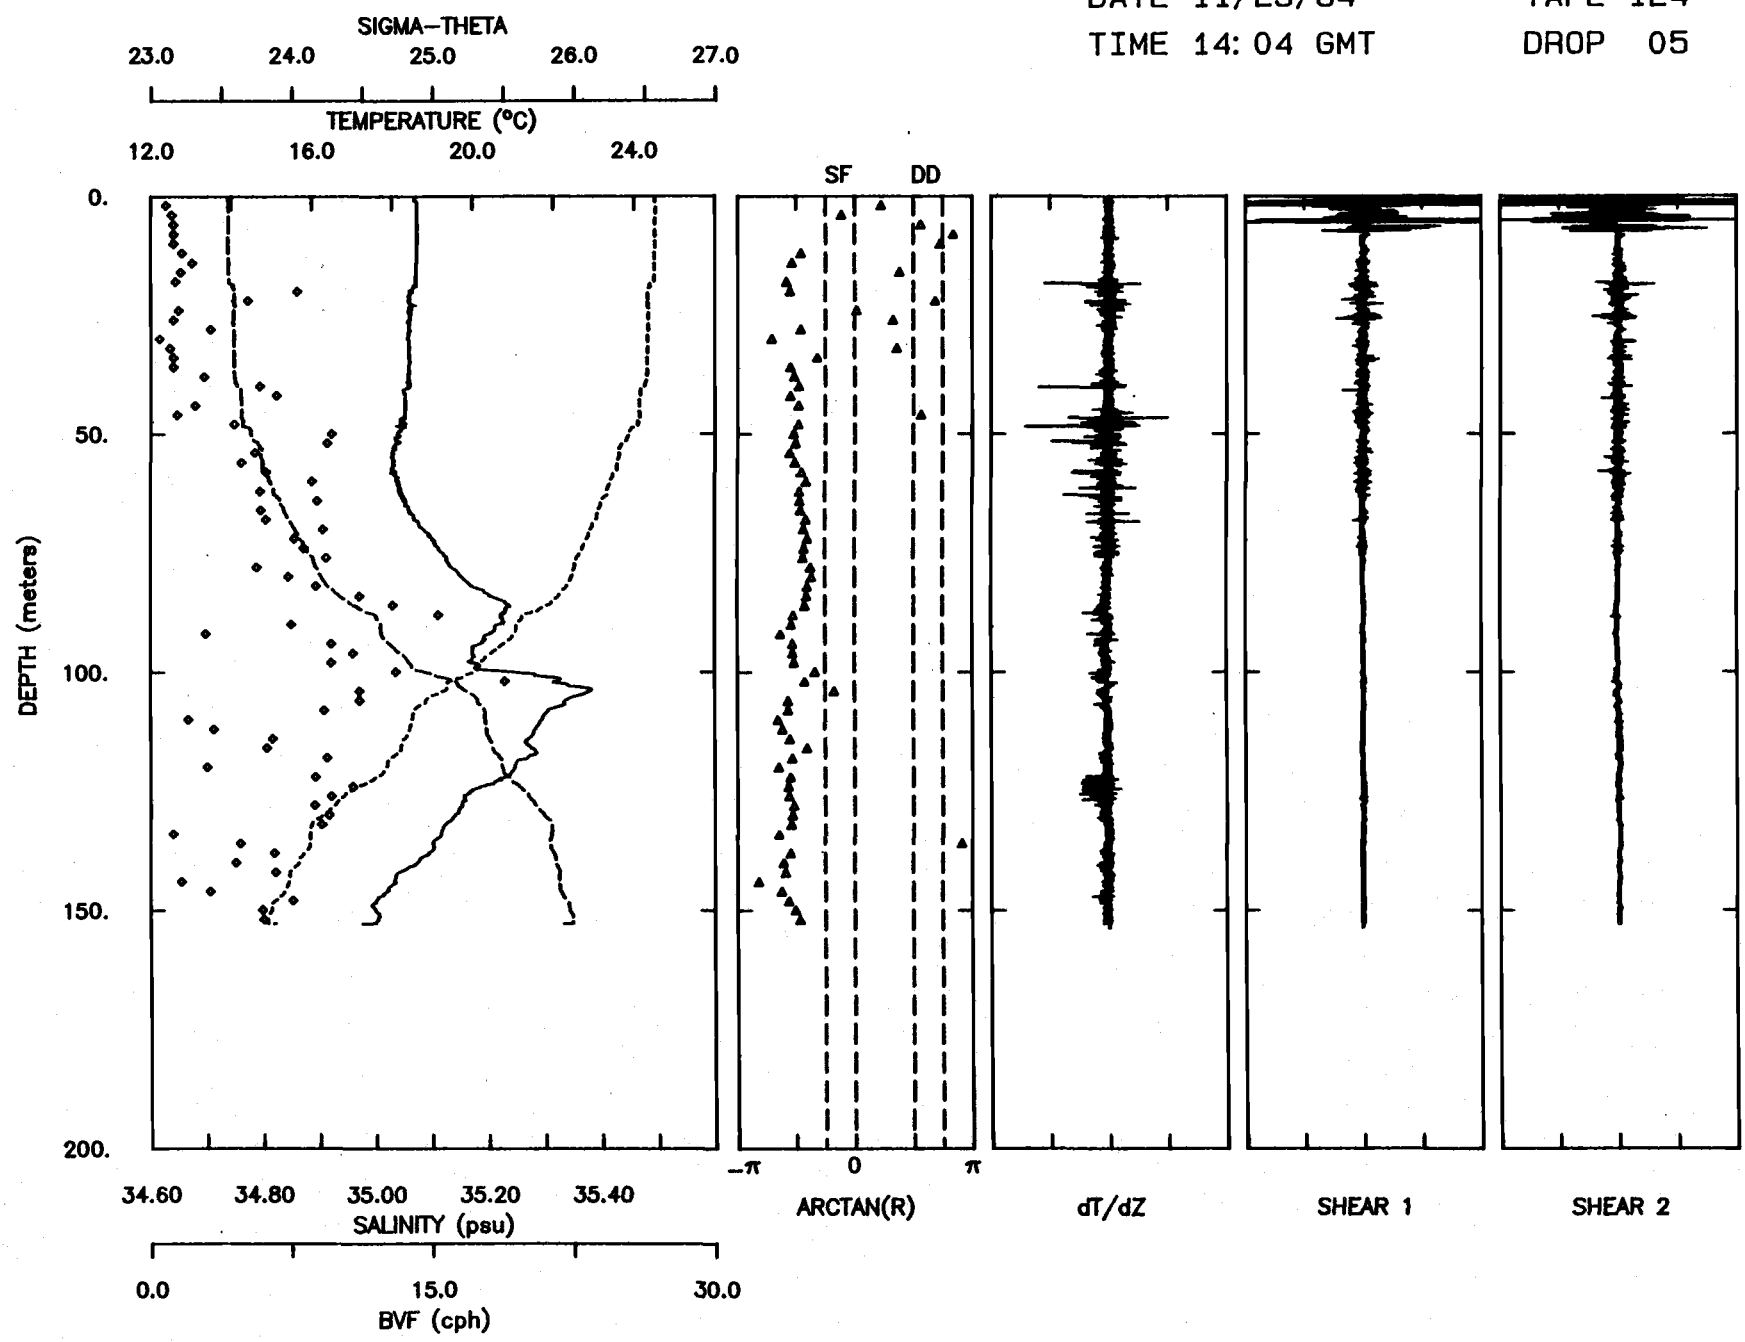 SIGMA-THETA
23.0 24.0 25.0 26.0 27.0
TEMPERATURE (°C)
12.0 16.0 20.0 24.0
TIME 14:04 GMT DROP 05
SF DD
0.
50.
100.
150.
200.
DEPTH (meters)
-π 0 π
34.60 34.80 35.00 35.20 35.40
SALINITY (psu)
ARCTAN(R) dT/dZ SHEAR 1 SHEAR 2
0.0 15.0 30.0
BVF (cph)